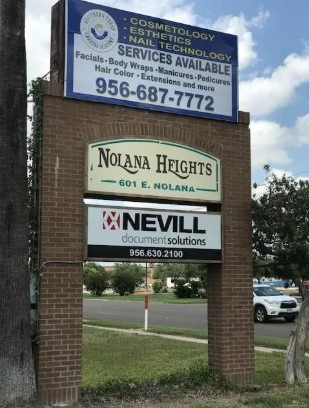 · COSMETOLOGY
· ESTHETICS
· NAIL TECHNOLOGY
SERVICES AVAILABLE
Facials - Body Wraps - Manicures - Pedicures
Hair Color - Extensions and more
956-687-7772
NOLANA HEIGHTS
601 E. NOLANA
NEVILL
document solutions
956.630.2100